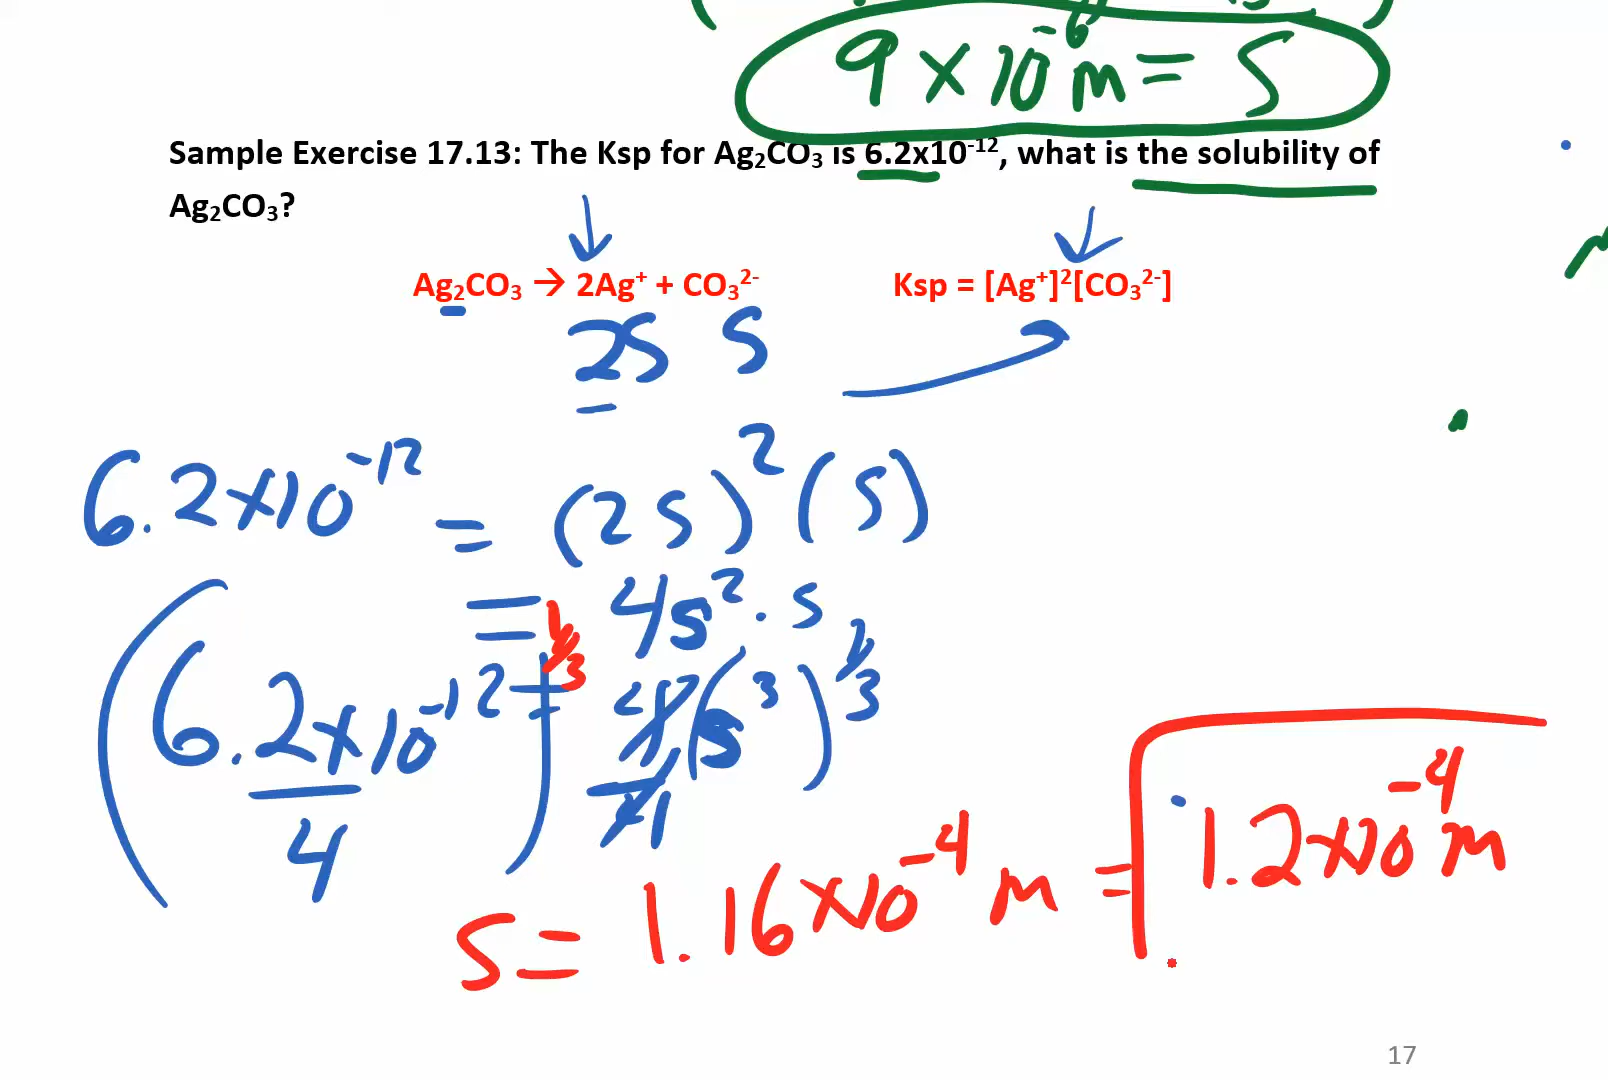 9 x 10⁻⁶ m = S
Sample Exercise 17.13: The Ksp for Ag₂CO₃ is 6.2x10⁻¹², what is the solubility of
Ag₂CO₃?
Ag₂CO₃ → 2Ag⁺ + CO₃²⁻ Ksp = [Ag⁺]²[CO₃²⁻]
2S S
6.2x10⁻¹² = (2S)² (S)
= 4S² · S
(6.2x10⁻¹² / 4)^1/3 = 4/4 (S³)^1/3
S = 1.16x10⁻⁴ m = 1.2x10⁻⁴ m
17